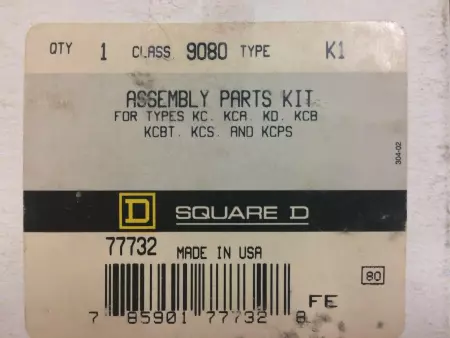 QTY 1 CLASS 9080 TYPE K1
ASSEMBLY PARTS KIT
FOR TYPES KC. KCA. KD. KCB
KCBT. KCS. AND KCPS
304-02
D SQUARE D
77732 MADE IN USA
80
FE
7 85901 77732 8